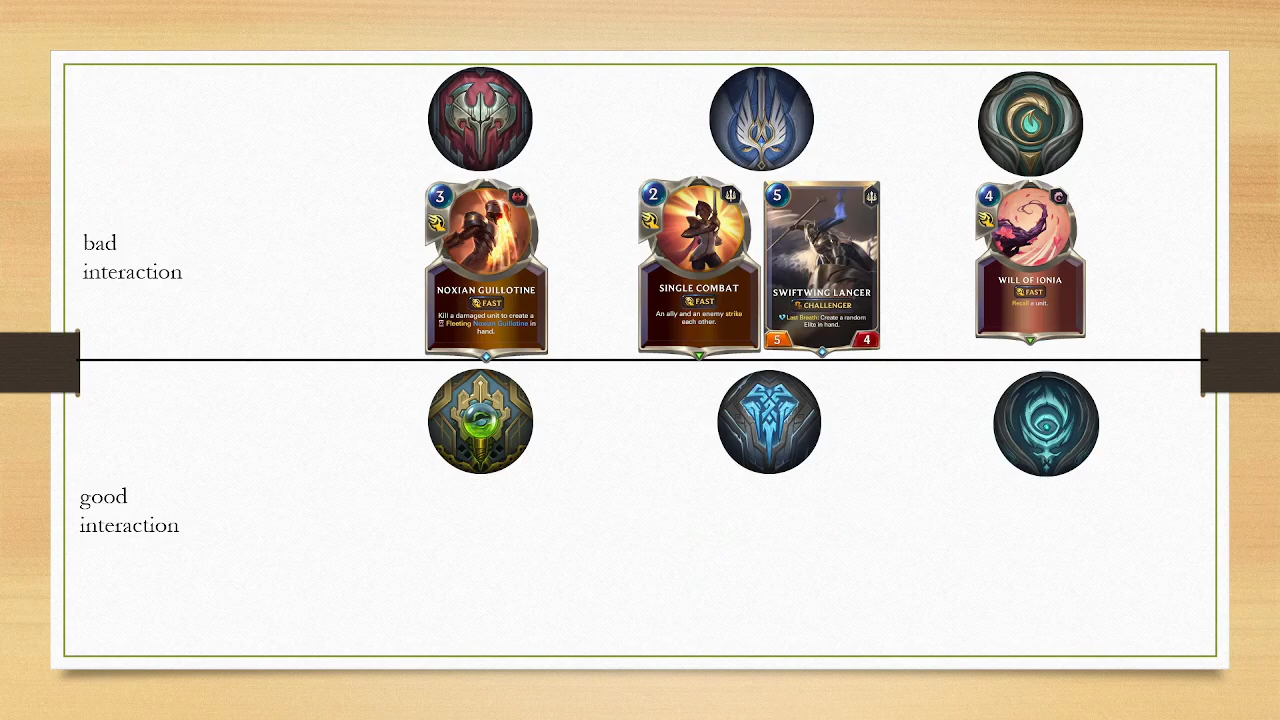 bad
interaction
3
NOXIAN GUILLOTINE
FAST
Kill a damaged unit to create a
Fleeting Noxian Guillotine in
hand.
2
SINGLE COMBAT
FAST
An ally and an enemy strike
each other.
5
SWIFTWING LANCER
CHALLENGER
Last Breath: Create a random
Elite in hand.
5
4
4
WILL OF IONIA
FAST
Recall a unit.
good
interaction